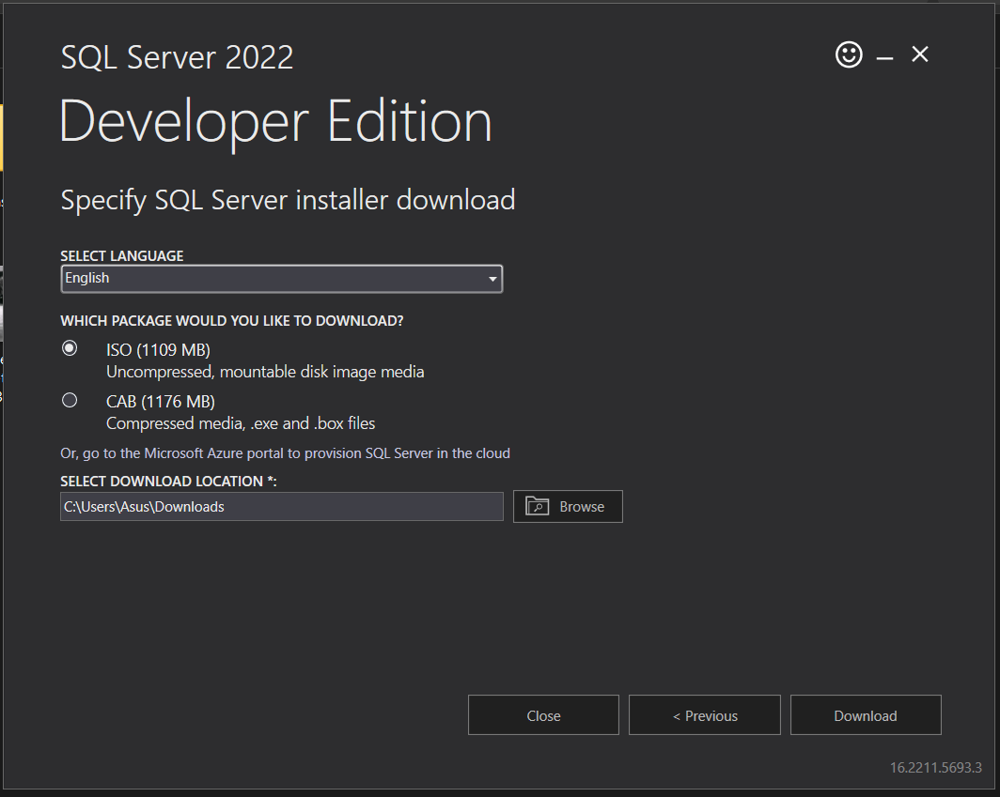 SQL Server 2022
Developer Edition
Specify SQL Server installer download
SELECT LANGUAGE
English
WHICH PACKAGE WOULD YOU LIKE TO DOWNLOAD?
ISO (1109 MB)
Uncompressed, mountable disk image media
CAB (1176 MB)
Compressed media, .exe and .box files
Or, go to the Microsoft Azure portal to provision SQL Server in the cloud
SELECT DOWNLOAD LOCATION *:
C:\Users\Asus\Downloads
Browse
Close
< Previous
Download
16.2211.5693.3